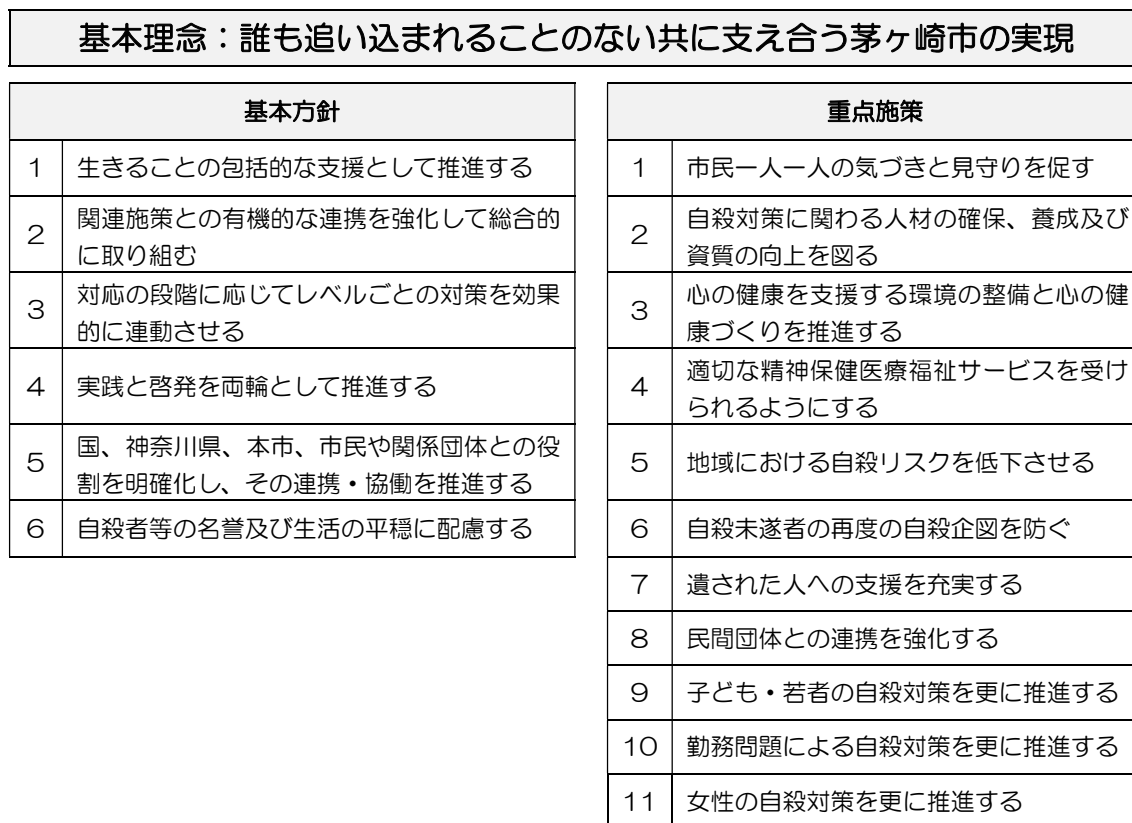 基本理念：誰も追い込まれることのない共に支え合う茅ヶ崎市の実現
基本方針
1 生きることの包括的な支援として推進する
2 関連施策との有機的な連携を強化して総合的
に取り組む
3 対応の段階に応じてレベルごとの対策を効果
的に連動させる
4 実践と啓発を両輪として推進する
5 国、神奈川県、本市、市民や関係団体との役
割を明確化し、その連携・協働を推進する
6 自殺者等の名誉及び生活の平穏に配慮する
重点施策
1 市民一人一人の気づきと見守りを促す
2 自殺対策に関わる人材の確保、養成及び
資質の向上を図る
3 心の健康を支援する環境の整備と心の健
康づくりを推進する
4 適切な精神保健医療福祉サービスを受け
られるようにする
5 地域における自殺リスクを低下させる
6 自殺未遂者の再度の自殺企図を防ぐ
7 遺された人への支援を充実する
8 民間団体との連携を強化する
9 子ども・若者の自殺対策を更に推進する
10 勤務問題による自殺対策を更に推進する
11 女性の自殺対策を更に推進する